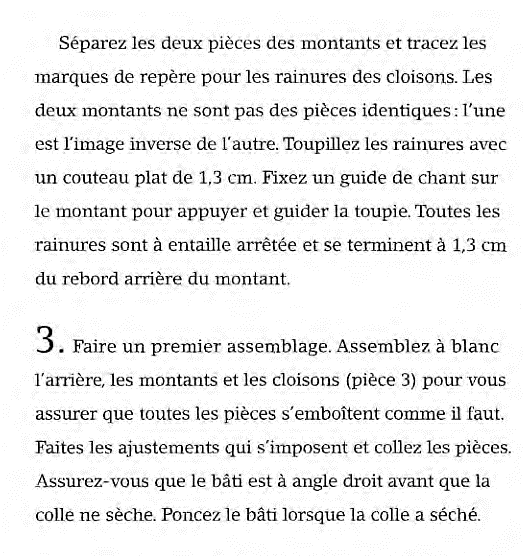 Séparez les deux pièces des montants et tracez les
marques de repère pour les rainures des cloisons. Les
deux montants ne sont pas des pièces identiques : l'une
est l'image inverse de l'autre. Toupillez les rainures avec
un couteau plat de 1,3 cm. Fixez un guide de chant sur
le montant pour appuyer et guider la toupie. Toutes les
rainures sont à entaille arrêtée et se terminent à 1,3 cm
du rebord arrière du montant.
3. Faire un premier assemblage. Assemblez à blanc
l'arrière, les montants et les cloisons (pièce 3) pour vous
assurer que toutes les pièces s'emboîtent comme il faut.
Faites les ajustements qui s'imposent et collez les pièces.
Assurez-vous que le bâti est à angle droit avant que la
colle ne sèche. Poncez le bâti lorsque la colle a séché.